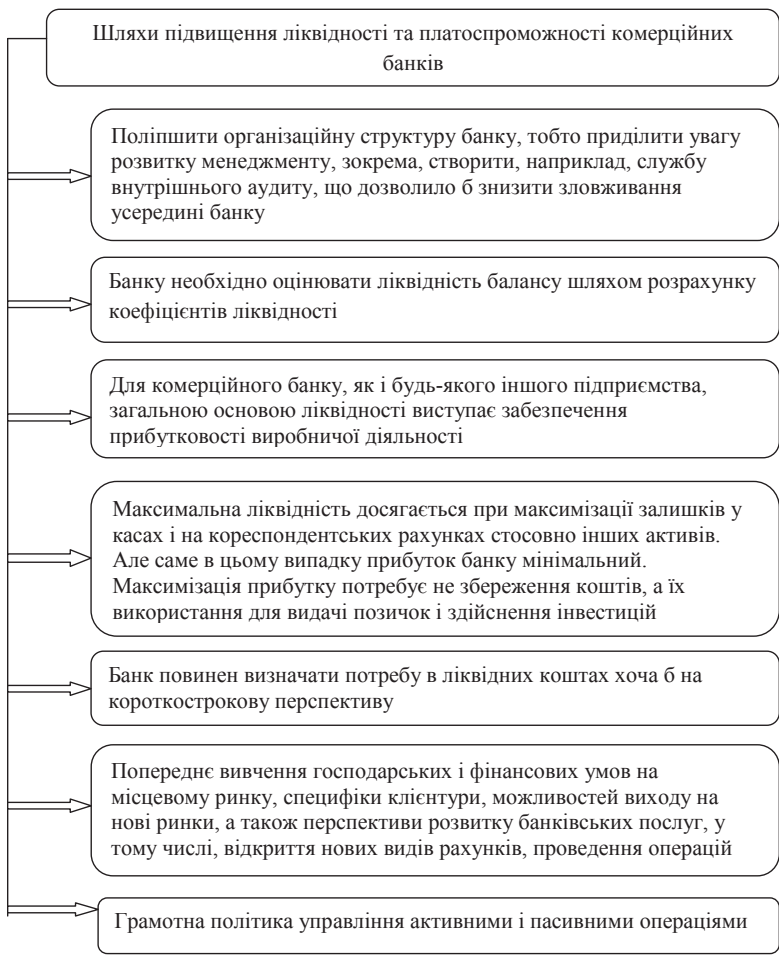 Шляхи підвищення ліквідності та платоспроможності комерційних
банків
Поліпшити організаційну структуру банку, тобто приділити увагу
розвитку менеджменту, зокрема, створити, наприклад, службу
внутрішнього аудиту, що дозволило б знизити зловживання
усередині банку
Банку необхідно оцінювати ліквідність балансу шляхом розрахунку
коефіцієнтів ліквідності
Для комерційного банку, як і будь-якого іншого підприємства,
загальною основою ліквідності виступає забезпечення
прибутковості виробничої діяльності
Максимальна ліквідність досягається при максимізації залишків у
касах і на кореспондентських рахунках стосовно інших активів.
Але саме в цьому випадку прибуток банку мінімальний.
Максимізація прибутку потребує не збереження коштів, а їх
використання для видачі позичок і здійснення інвестицій
Банк повинен визначати потребу в ліквідних коштах хоча б на
короткострокову перспективу
Попереднє вивчення господарських і фінансових умов на
місцевому ринку, специфіки клієнтури, можливостей виходу на
нові ринки, а також перспективи розвитку банківських послуг, у
тому числі, відкриття нових видів рахунків, проведення операцій
Грамотна політика управління активними і пасивними операціями